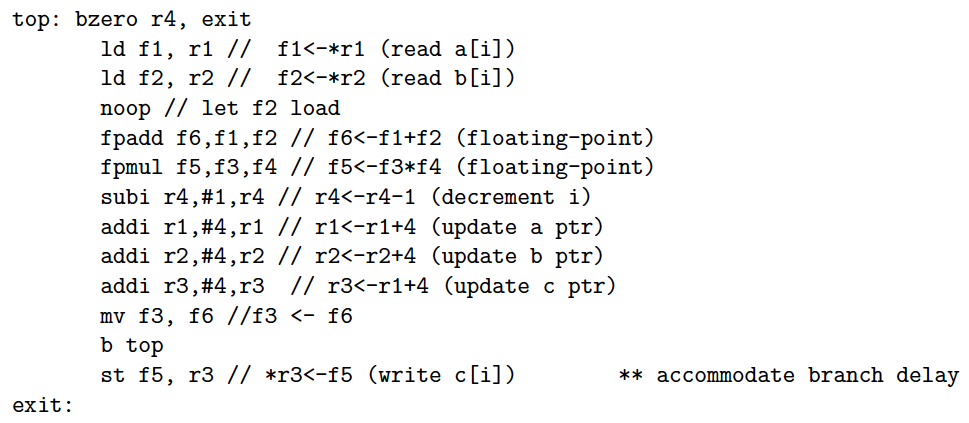 top: bzero r4, exit
ld f1, r1 // f1<-*r1 (read a[i])
ld f2, r2 // f2<-*r2 (read b[i])
noop // let f2 load
fpadd f6,f1,f2 // f6<-f1+f2 (floating-point)
fpmul f5,f3,f4 // f5<-f3*f4 (floating-point)
subi r4,#1,r4 // r4<-r4-1 (decrement i)
addi r1,#4,r1 // r1<-r1+4 (update a ptr)
addi r2,#4,r2 // r2<-r2+4 (update b ptr)
addi r3,#4,r3 // r3<-r1+4 (update c ptr)
mv f3, f6 //f3 <- f6
b top
st f5, r3 // *r3<-f5 (write c[i]) ** accommodate branch delay
exit: